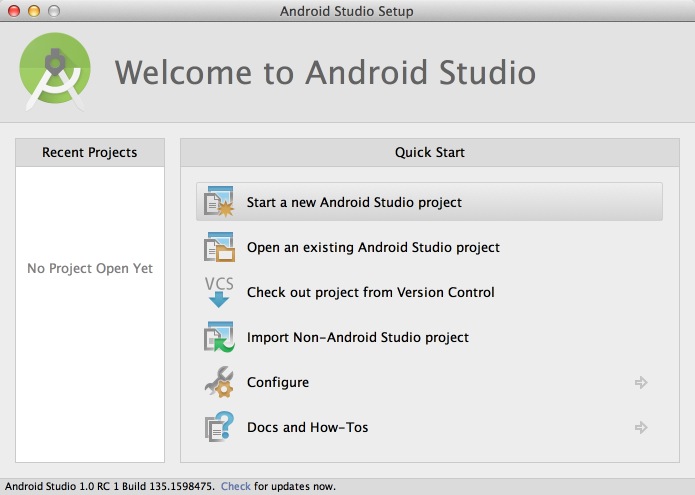 Android Studio Setup
Welcome to Android Studio
Recent Projects
No Project Open Yet
Quick Start
Start a new Android Studio project
Open an existing Android Studio project
VCS
Check out project from Version Control
Import Non-Android Studio project
Configure
Docs and How-Tos
Android Studio 1.0 RC 1 Build 135.1598475. Check for updates now.